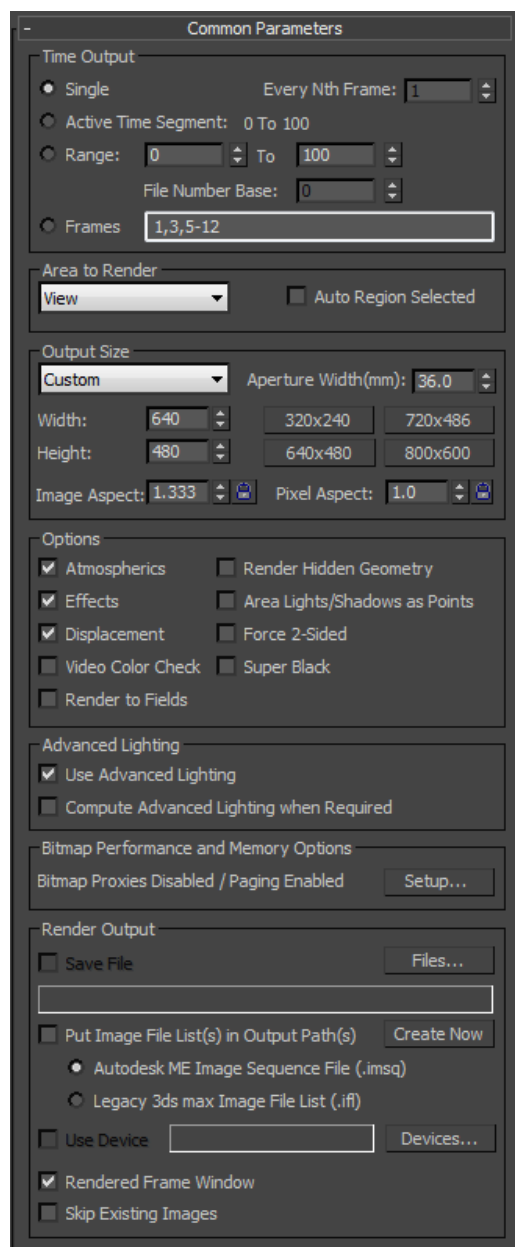 - Common Parameters
Time Output
Single Every Nth Frame: 1
Active Time Segment: 0 To 100
Range: 0 To 100
File Number Base: 0
Frames 1,3,5-12
Area to Render
View Auto Region Selected
Output Size
Custom Aperture Width(mm): 36.0
Width: 640 320x240 720x486
Height: 480 640x480 800x600
Image Aspect: 1.333 Pixel Aspect: 1.0
Options
Atmospherics Render Hidden Geometry
Effects Area Lights/Shadows as Points
Displacement Force 2-Sided
Video Color Check Super Black
Render to Fields
Advanced Lighting
Use Advanced Lighting
Compute Advanced Lighting when Required
Bitmap Performance and Memory Options
Bitmap Proxies Disabled / Paging Enabled Setup...
Render Output
Save File Files...
Put Image File List(s) in Output Path(s) Create Now
Autodesk ME Image Sequence File (.imsq)
Legacy 3ds max Image File List (.ifl)
Use Device Devices...
Rendered Frame Window
Skip Existing Images